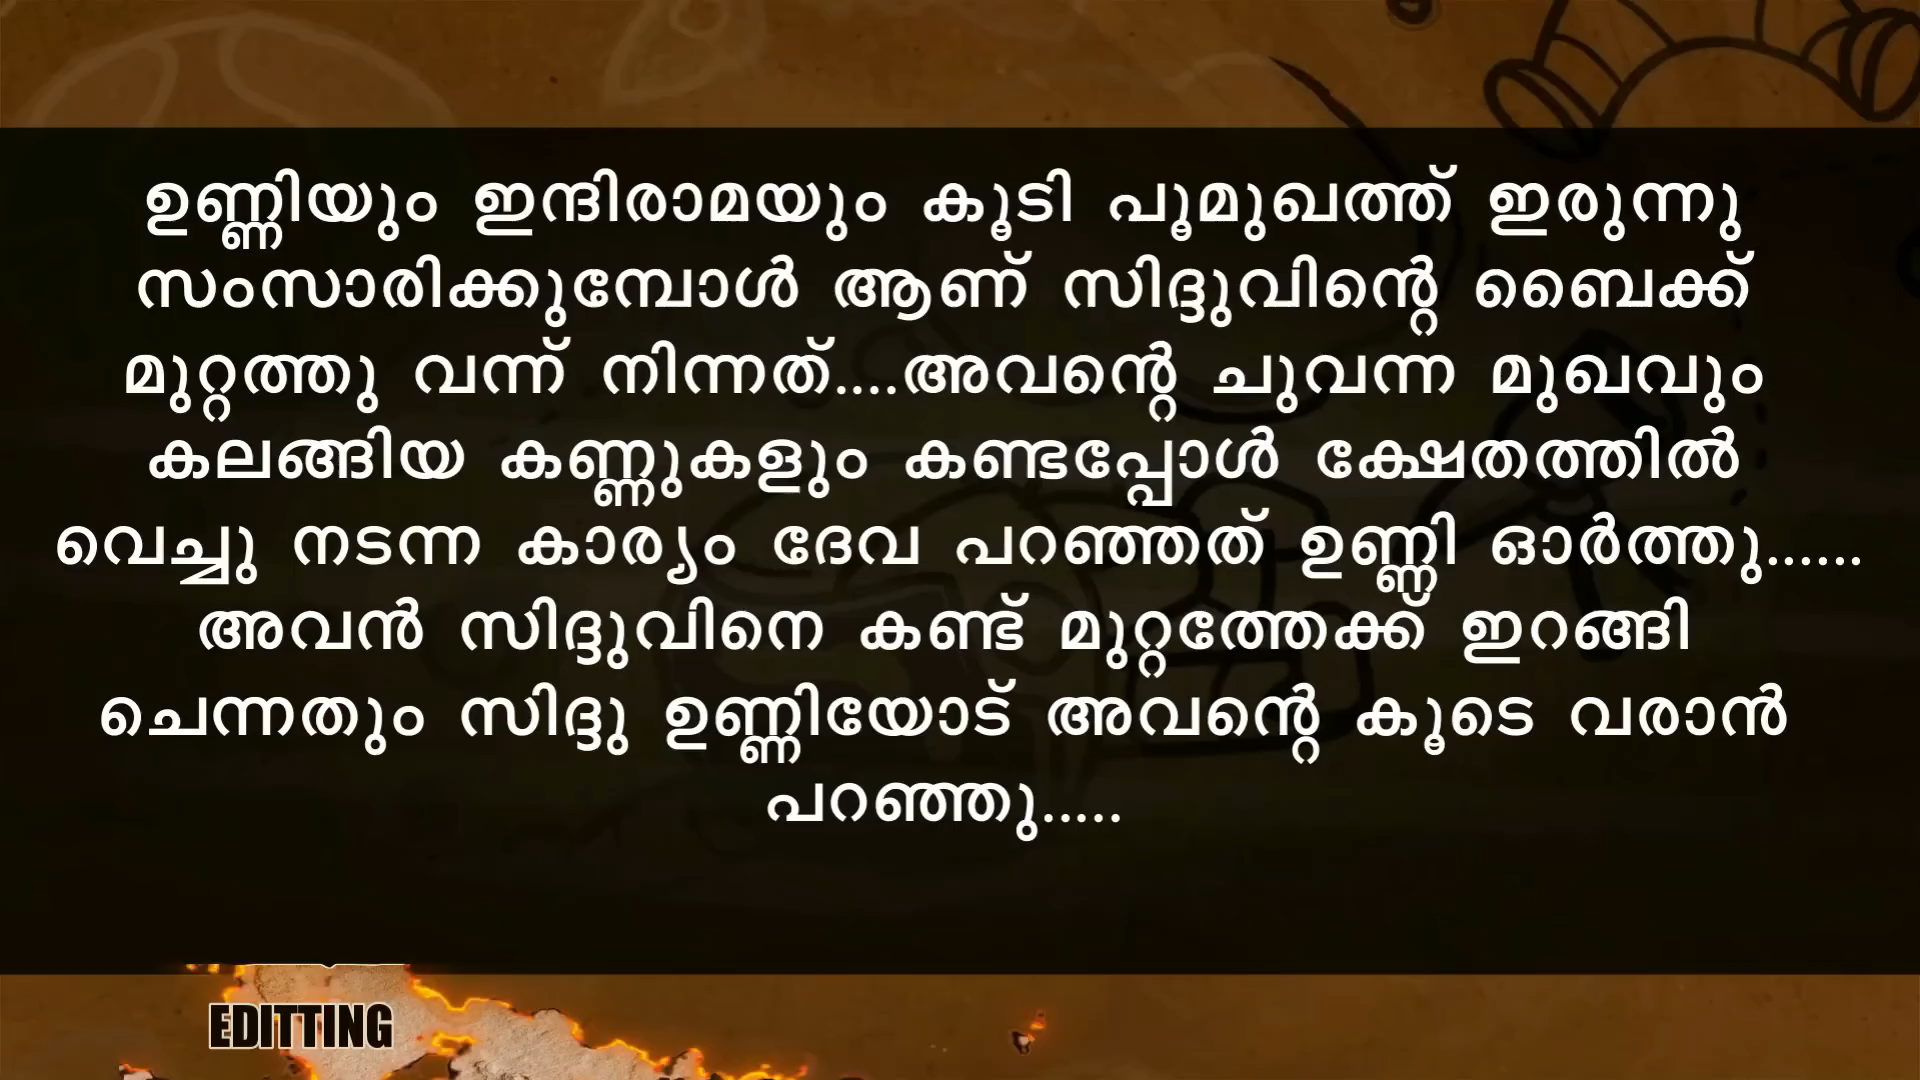 ഉണ്ണിയും ഇന്ദിരാമയും കൂടി പൂമുഖത്ത് ഇരുന്നു
സംസാരിക്കുമ്പോൾ ആണ് സിദ്ദുവിന്റെ ബൈക്ക്
മുറ്റത്തു വന്ന് നിന്നത്....അവന്റെ ചുവന്ന മുഖവും
കലങ്ങിയ കണ്ണുകളും കണ്ടപ്പോൾ ക്ഷേതത്തിൽ
വെച്ചു നടന്ന കാര്യം ദേവ പറഞ്ഞത് ഉണ്ണി ഓർത്തു......
അവൻ സിദ്ദുവിനെ കണ്ട് മുറ്റത്തേക്ക് ഇറങ്ങി
ചെന്നതും സിദ്ദു ഉണ്ണിയോട് അവന്റെ കൂടെ വരാൻ
പറഞ്ഞു.....
EDITTING